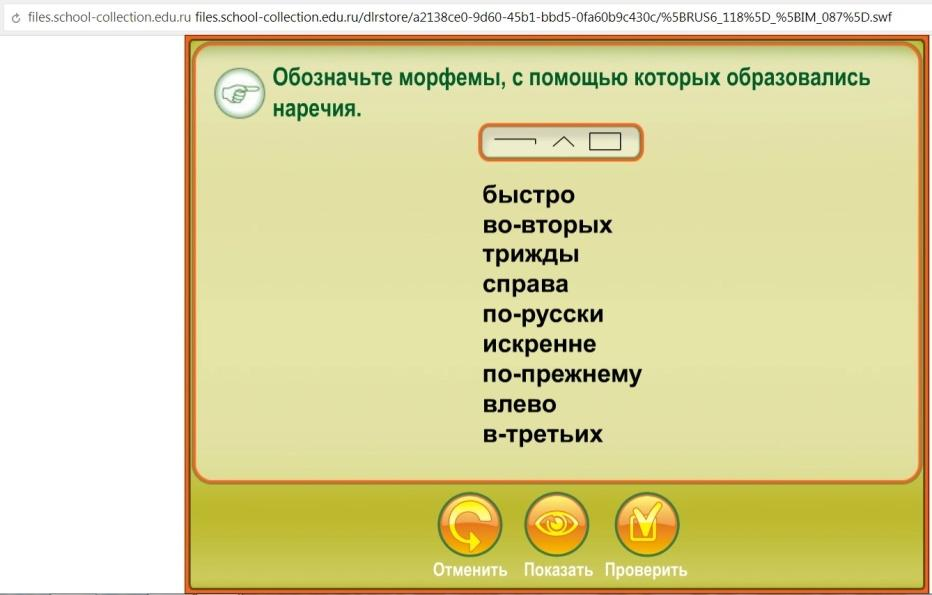 files.school-collection.edu.ru files.school-collection.edu.ru/dlrstore/a2138ce0-9d60-45b1-bbd5-0fa60b9c430c/%5BRUS6_118%5D_%5BIM_087%5D.swf
Обозначьте морфемы, с помощью которых образовались
наречия.
быстро
во-вторых
трижды
справа
по-русски
искренне
по-прежнему
влево
в-третьих
Отменить Показать Проверить